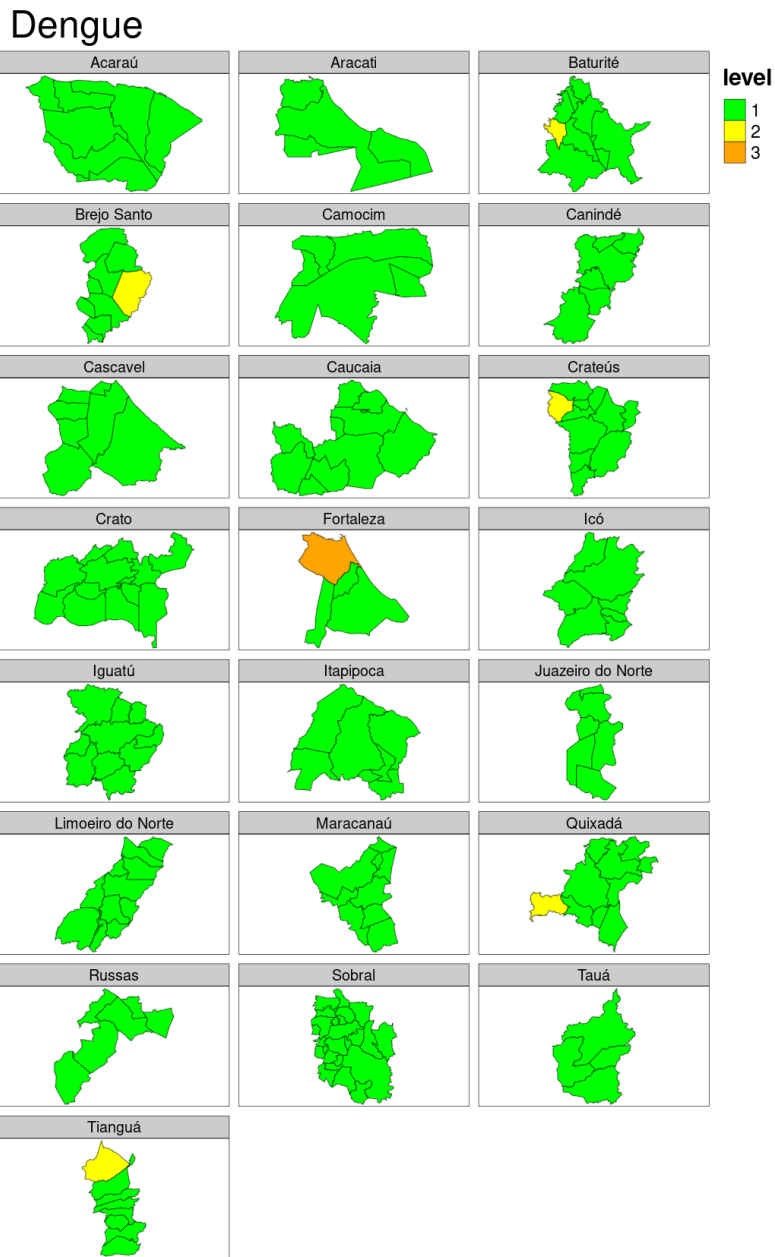 Dengue
Acaraú
Aracati
Baturité
level
1
2
3
Brejo Santo
Camocim
Canindé
Cascavel
Caucaia
Crateús
Crato
Fortaleza
Icó
Iguatú
Itapipoca
Juazeiro do Norte
Limoeiro do Norte
Maracanaú
Quixadá
Russas
Sobral
Tauá
Tianguá